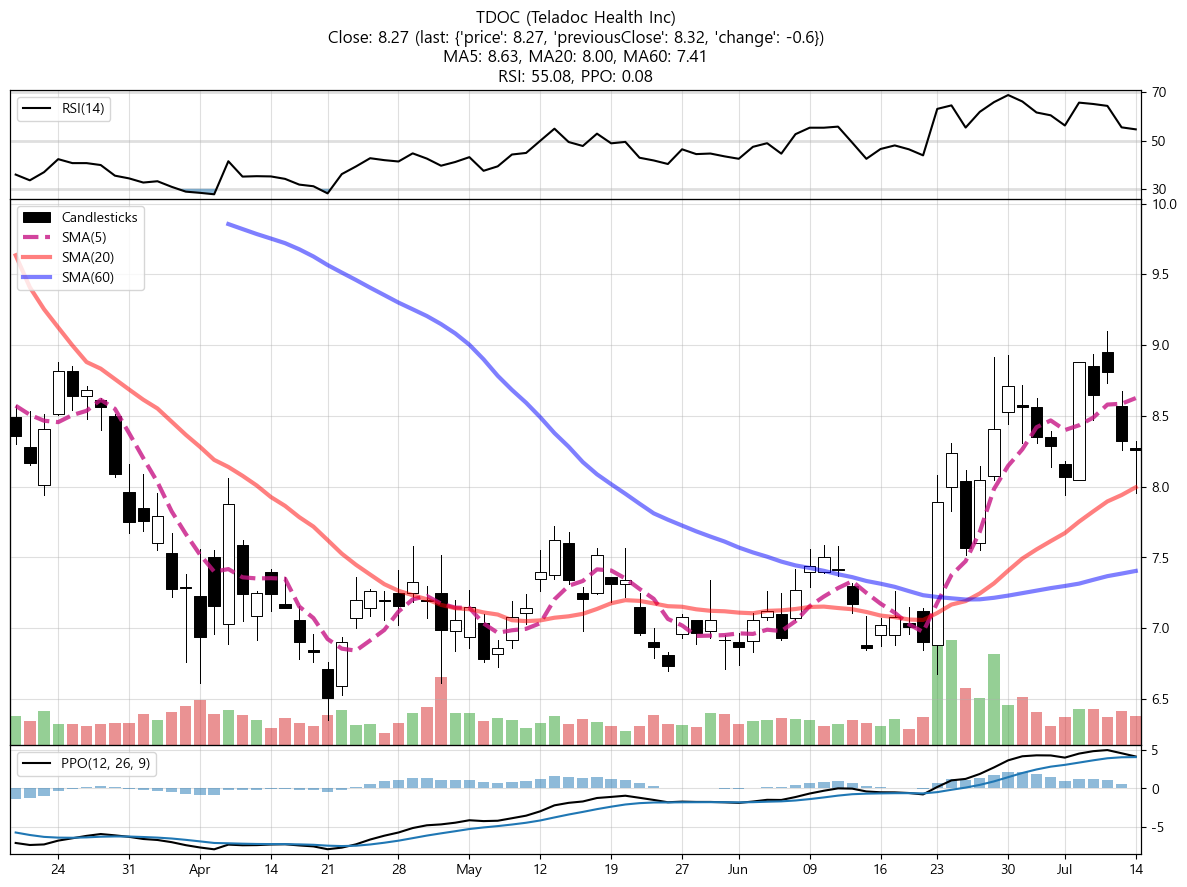 TDOC (Teladoc Health Inc)
Close: 8.27 (last: {'price': 8.27, 'previousClose': 8.32, 'change': -0.6})
MA5: 8.63, MA20: 8.00, MA60: 7.41
RSI: 55.08, PPO: 0.08
RSI(14)
70
50
30
Candlesticks
SMA(5)
SMA(20)
SMA(60)
10.0
9.5
9.0
8.5
8.0
7.5
7.0
6.5
PPO(12, 26, 9)
5
0
-5
24 31 Apr 14 21 28 May 12 19 27 Jun 09 16 23 30 Jul 14